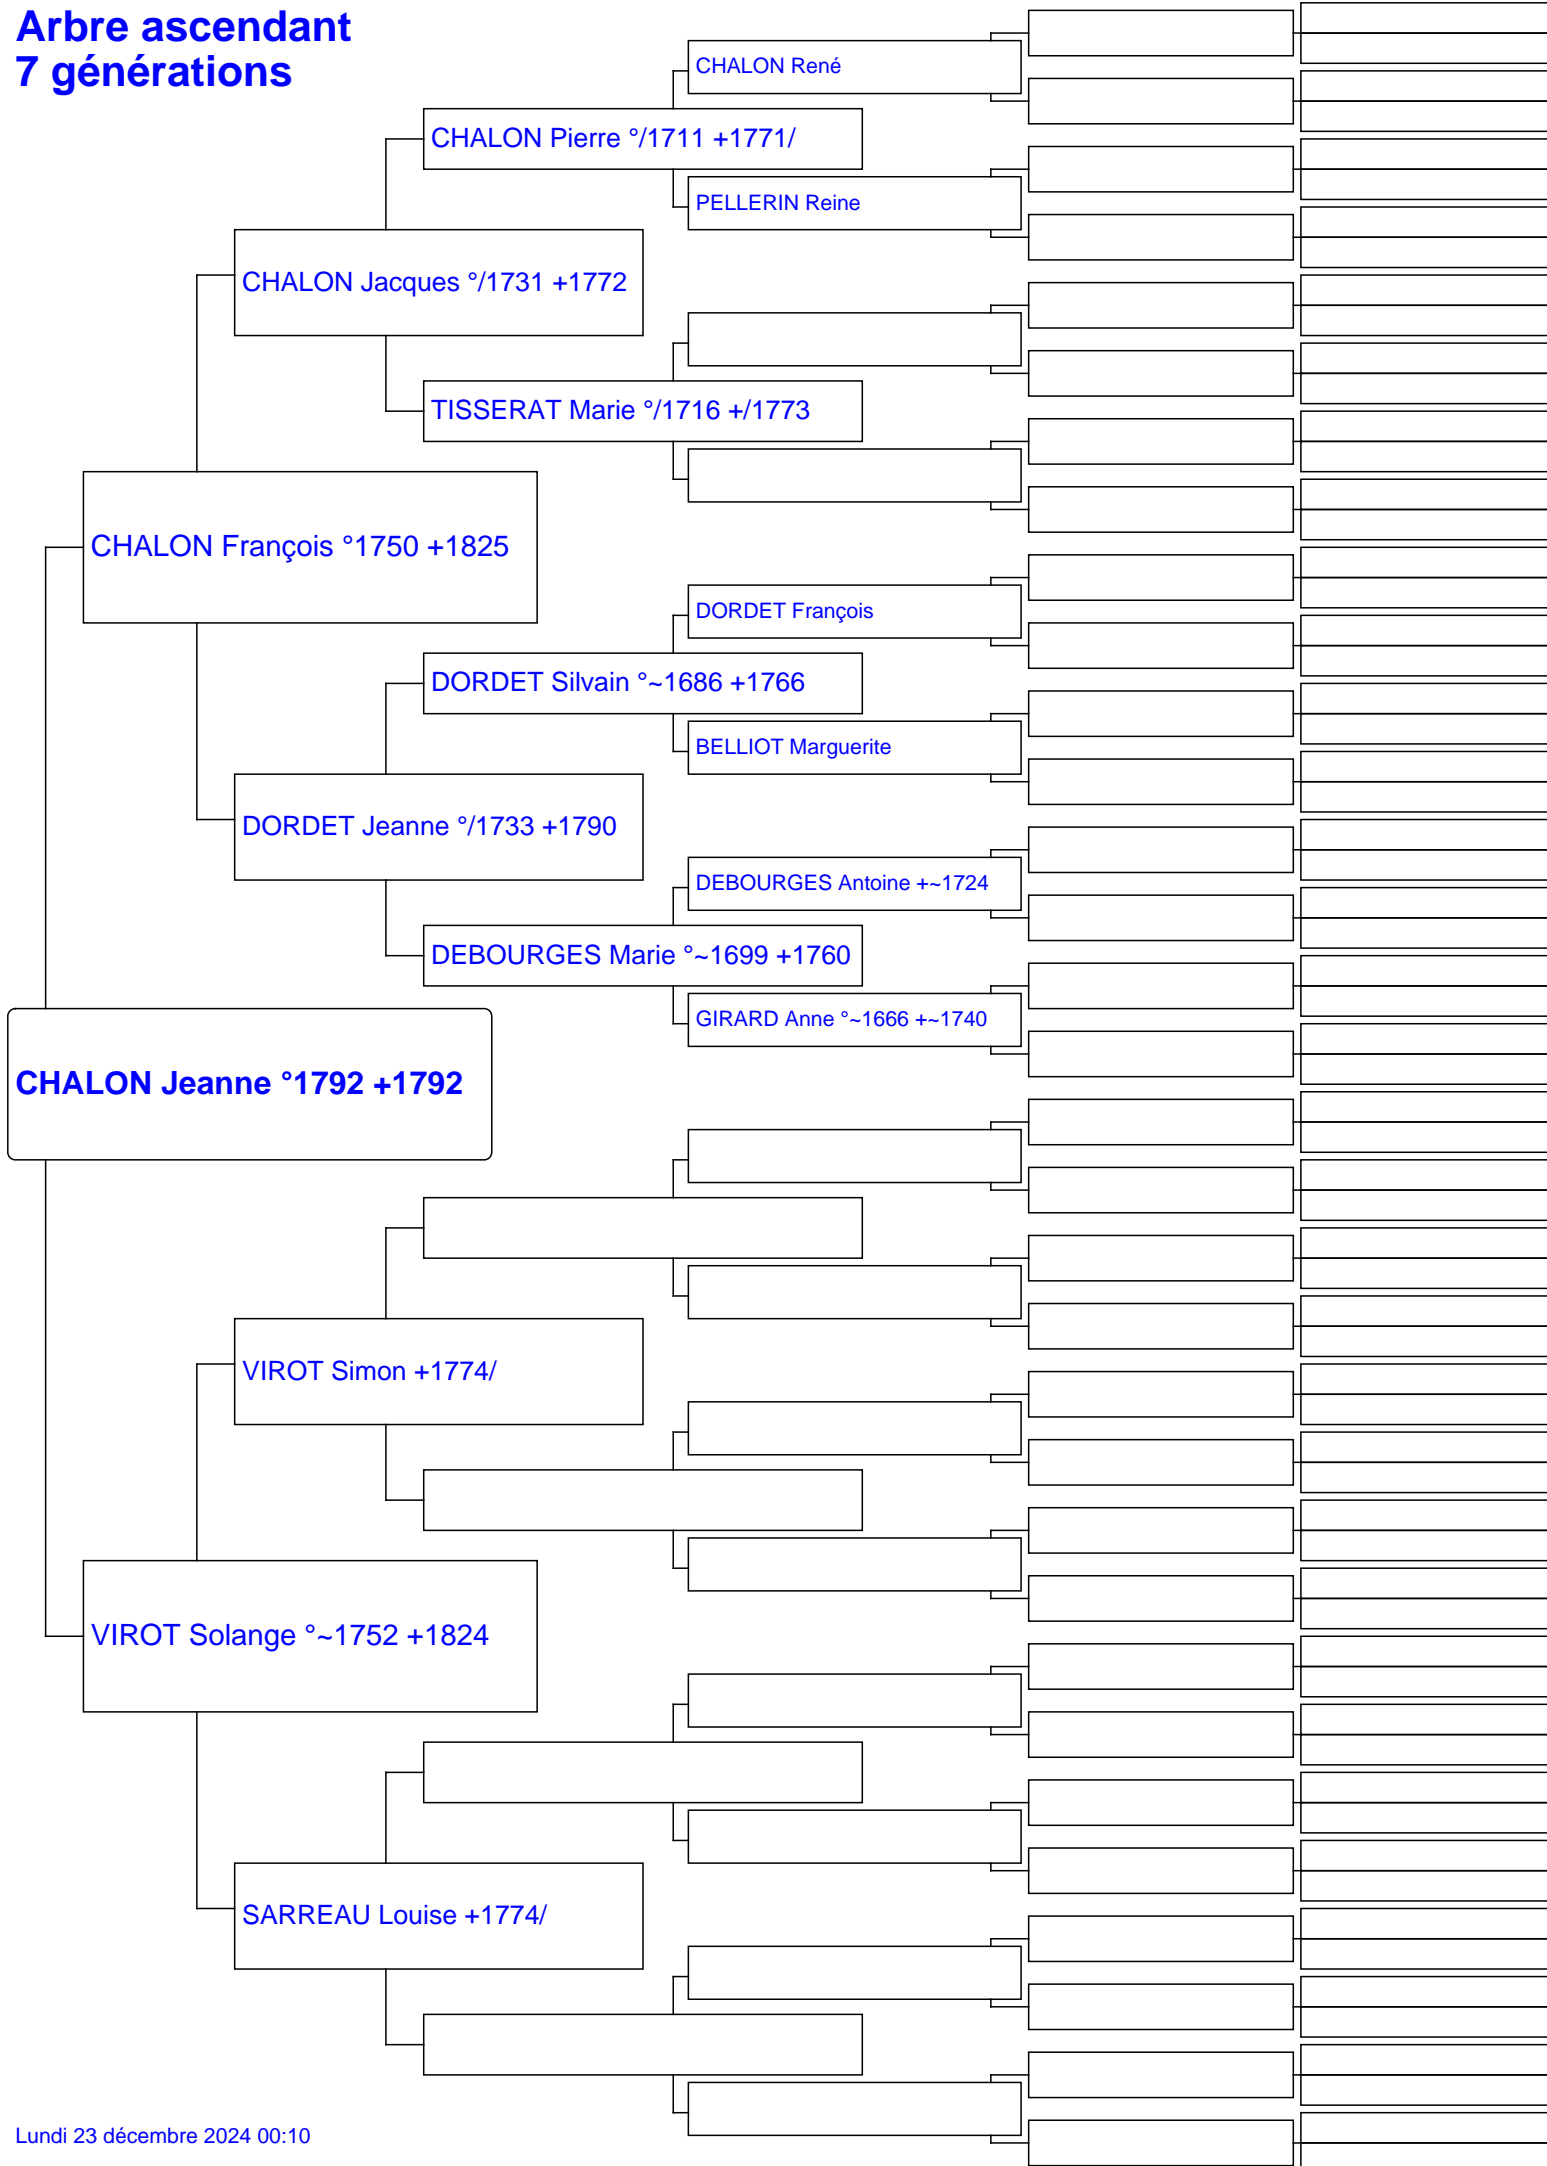 Arbre ascendant
7 générations
CHALON René
CHALON Pierre °/1711 +1771/
PELLERIN Reine
CHALON Jacques °/1731 +1772
TISSERAT Marie °/1716 +/1773
CHALON François °1750 +1825
DORDET François
DORDET Silvain °~1686 +1766
BELLIOT Marguerite
DORDET Jeanne °/1733 +1790
DEBOURGES Antoine +~1724
DEBOURGES Marie °~1699 +1760
GIRARD Anne °~1666 +~1740
CHALON Jeanne °1792 +1792
VIROT Simon +1774/
VIROT Solange °~1752 +1824
SARREAU Louise +1774/
Lundi 23 décembre 2024 00:10